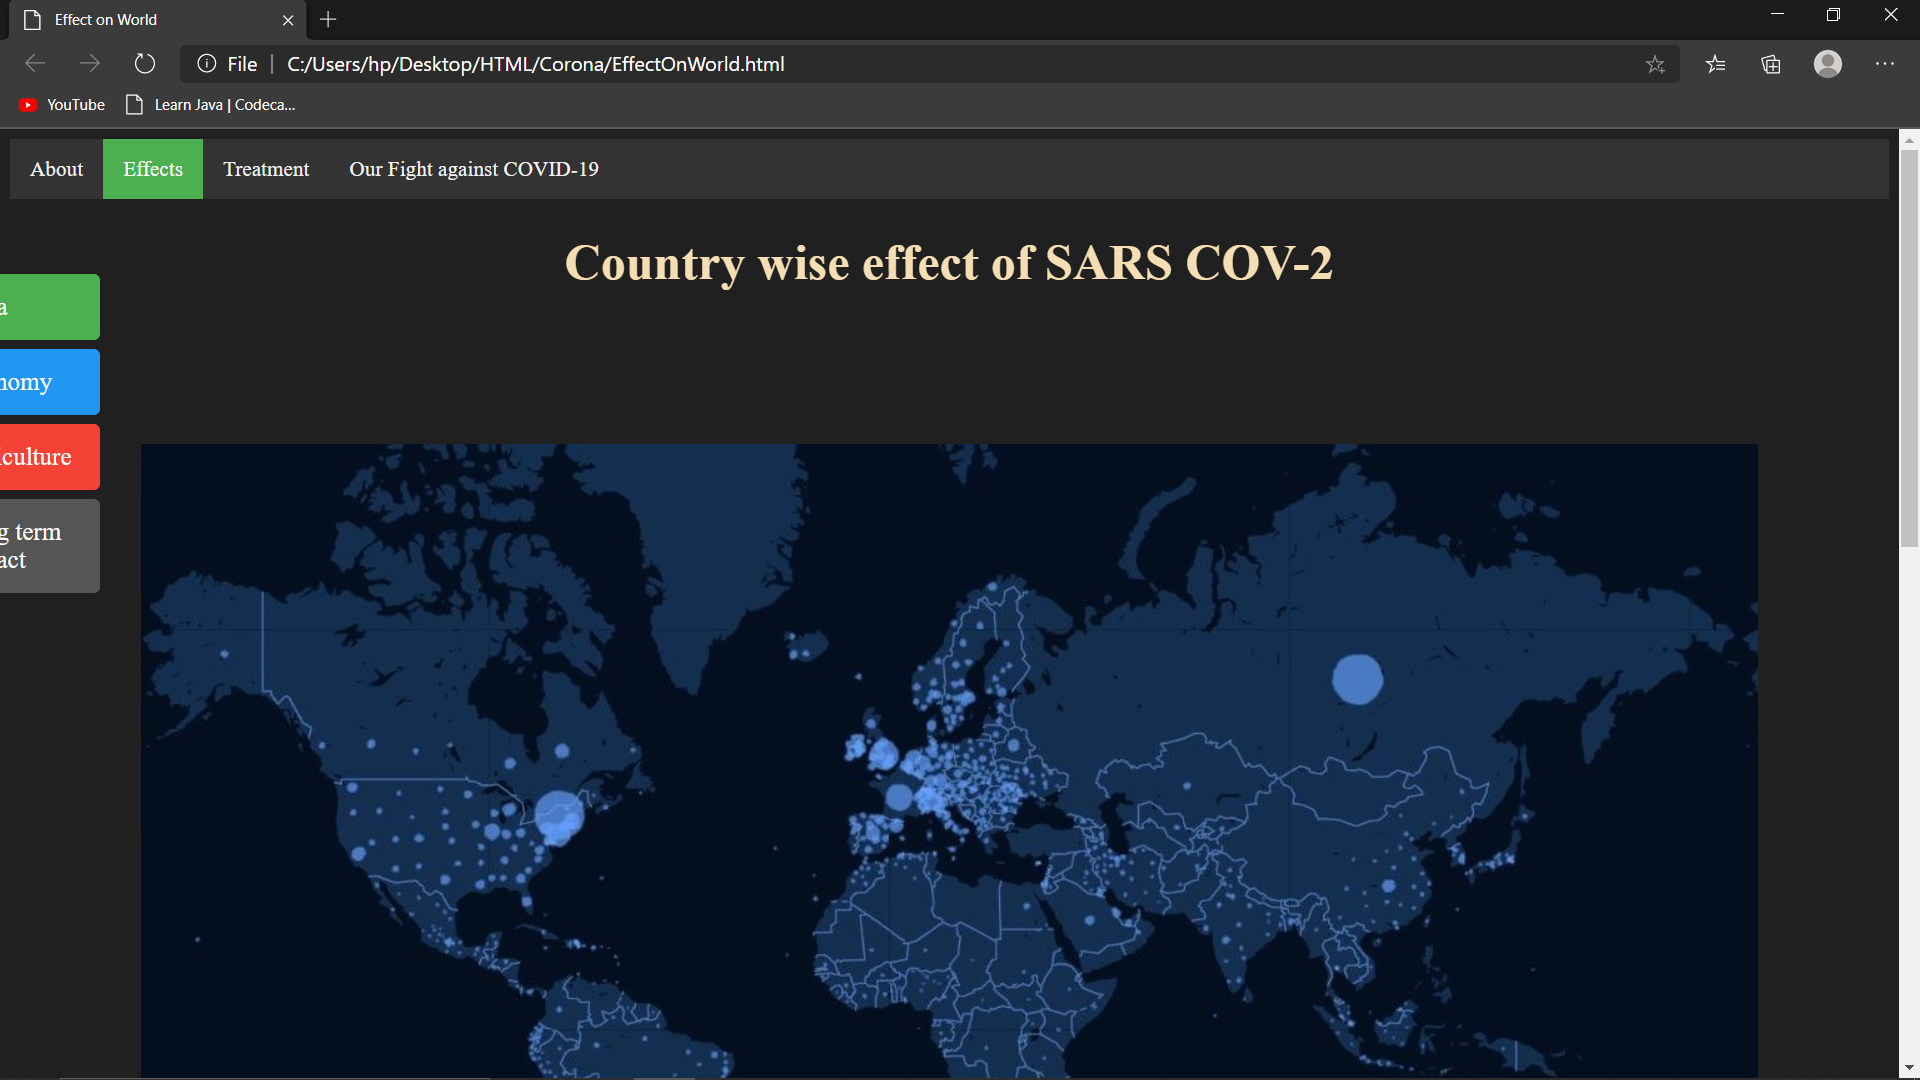 Effect on World
File
C:/Users/hp/Desktop/HTML/Corona/EffectOnWorld.html
YouTube
Learn Java | Codeca...
About
Effects
Treatment
Our Fight against COVID-19
Country wise effect of SARS COV-2
a
nomy
culture
g term
act